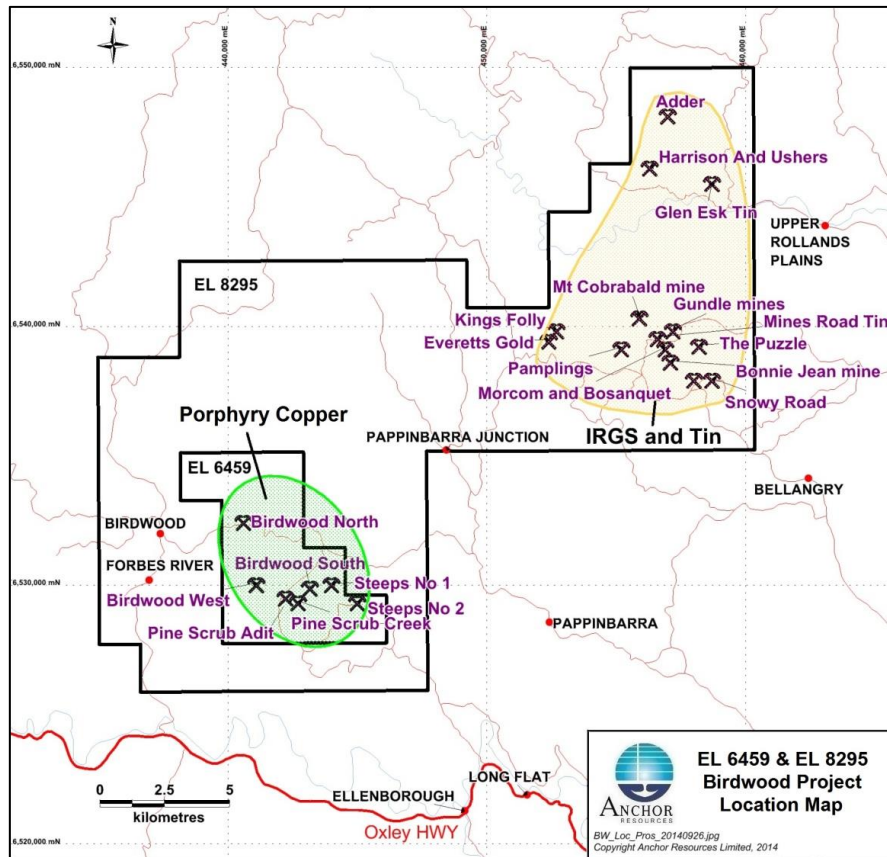 N
440,000 mE
450,000 mE
460,000 mE
6,550,000 mN
Adder
Harrison And Ushers
Glen Esk Tin
UPPER
ROLLANDS
PLAINS
EL 8295
Mt Cobrabald mine
Gundle mines
6,540,000 mN
Kings Folly
Mines Road Tin
Everetts Gold
The Puzzle
Pamplings
Bonnie Jean mine
Morcom and Bosanquet
Snowy Road
Porphyry Copper
PAPPINBARRA JUNCTION
IRGS and Tin
EL 6459
BELLANGRY
BIRDWOOD
Birdwood North
FORBES RIVER
Birdwood South
Steeps No 1
6,530,000 mN
Birdwood West
Steeps No 2
Pine Scrub Creek
Pine Scrub Adit
PAPPINBARRA
0 2.5 5
kilometres
ELLENBOROUGH
LONG FLAT
Oxley HWY
6,520,000 mN
ANCHOR
RESOURCES
EL 6459 & EL 8295
Birdwood Project
Location Map
BW_Loc_Pros_20140926.jpg
Copyright Anchor Resources Limited, 2014